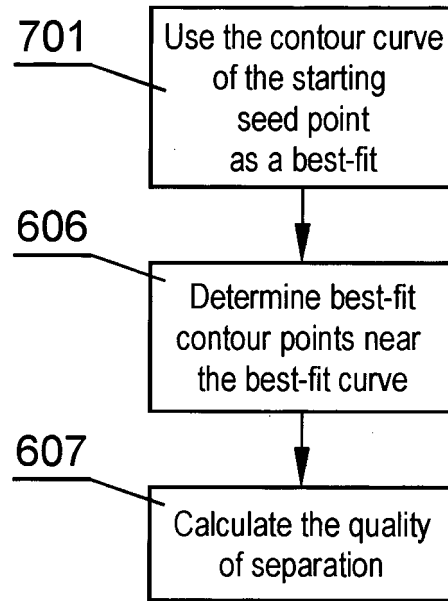 701
Use the contour curve
of the starting
seed point
as a best-fit
606
Determine best-fit
contour points near
the best-fit curve
607
Calculate the quality
of separation